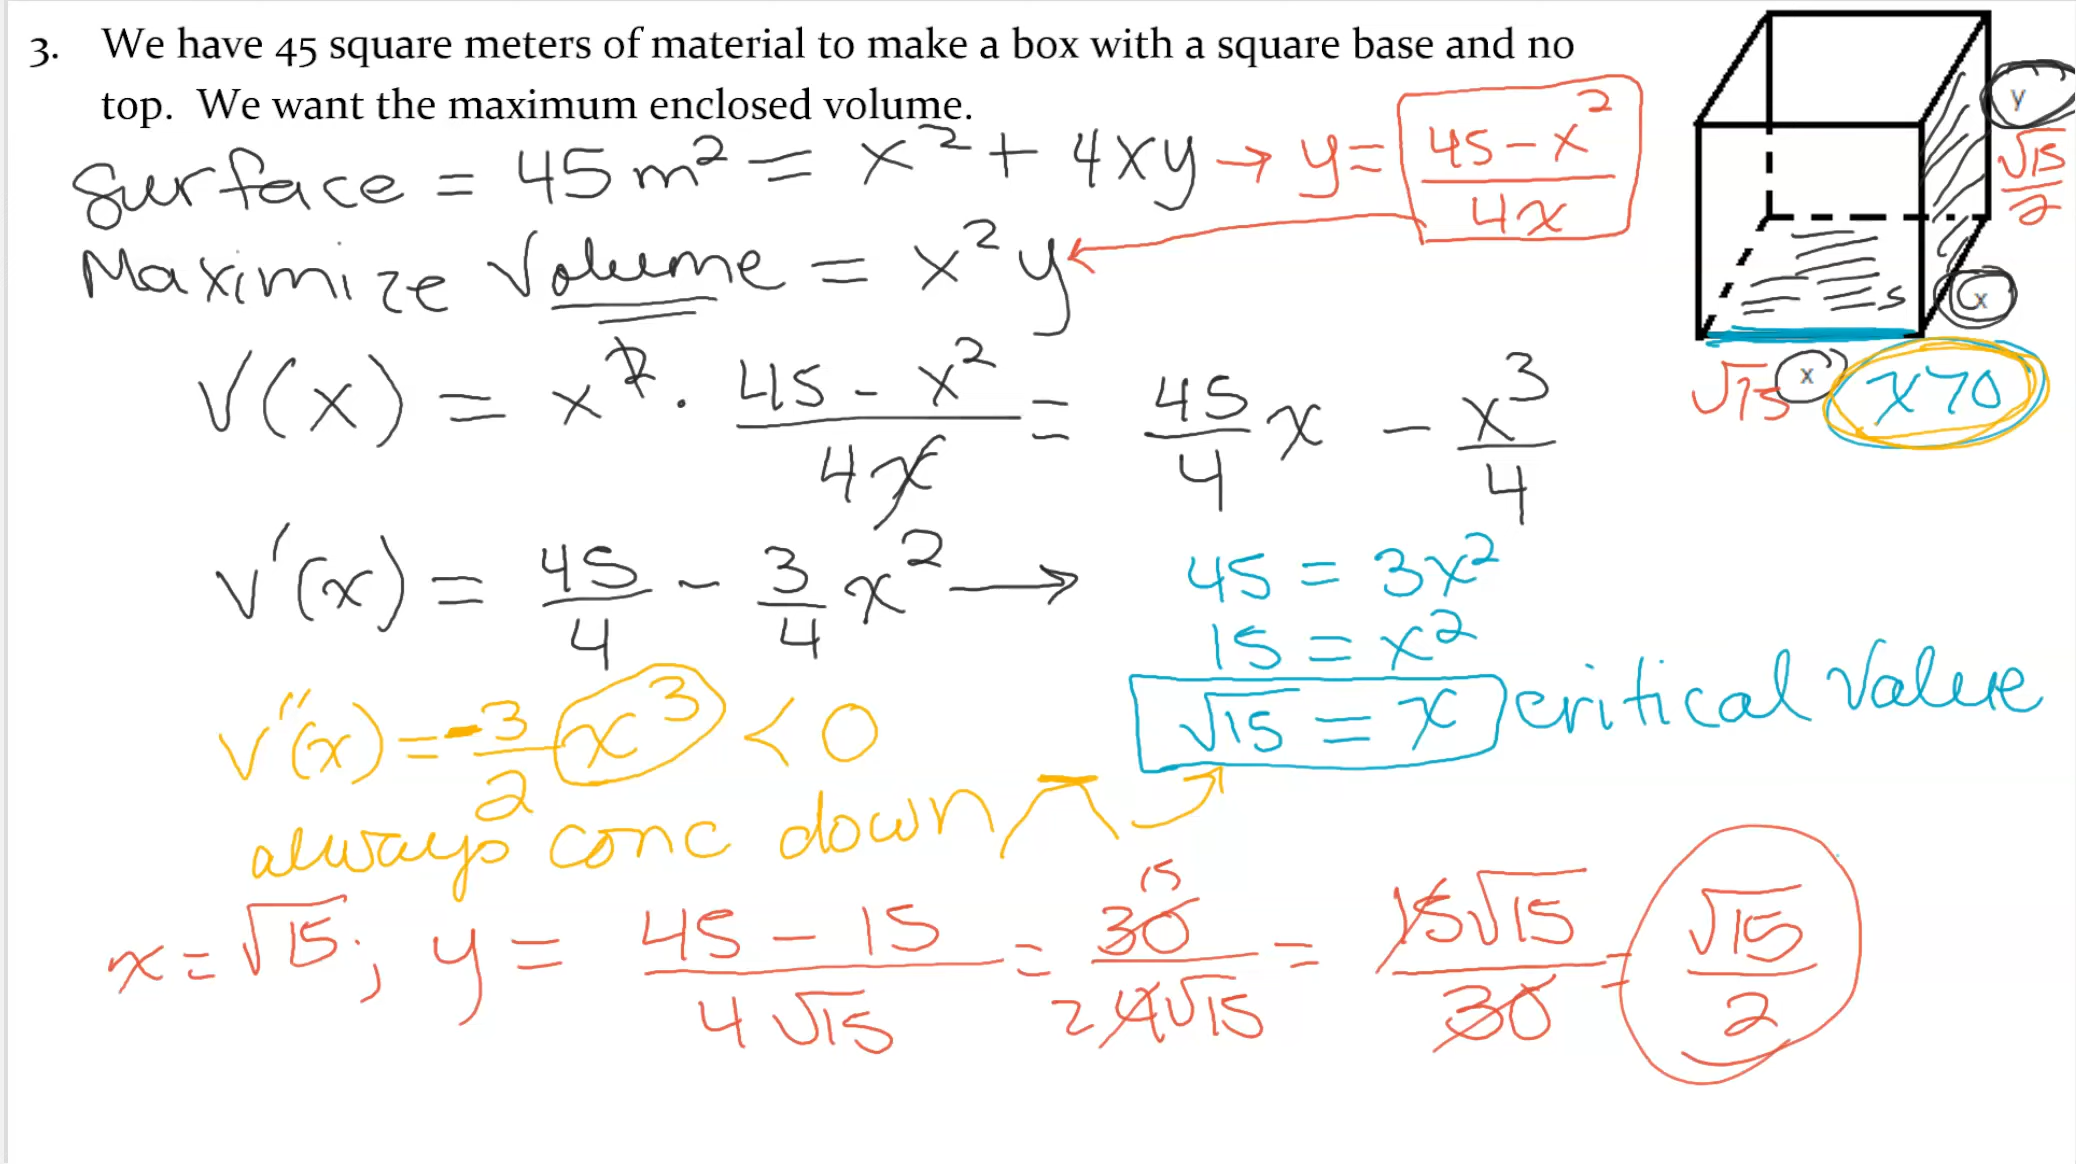 3. We have 45 square meters of material to make a box with a square base and no
top. We want the maximum enclosed volume.
Surface = 45 m² = x² + 4xy → y = (45 - x²)/(4x)
Maximize Volume = x² y
V(x) = x² · (45 - x²)/(4x) = 45/4 x - x³/4
V'(x) = 45/4 - 3/4 x² →
45 = 3x²
15 = x²
√15 = x critical value
V''(x) = -3/2 x³ < 0
always conc down
x = √15; y = (45 - 15)/(4√15) = 30/(4√15) 15 2 = 15√15/30 = √15/2
y
√15/2
x
√15 x x>0